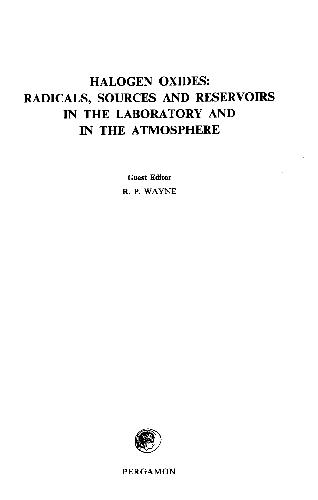 HALOGEN OXIDES:
RADICALS, SOURCES AND RESERVOIRS
IN THE LABORATORY AND
IN THE ATMOSPHERE
Guest Editor
R. P. WAYNE
PERGAMON